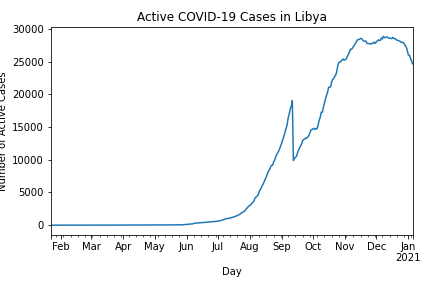 Active COVID-19 Cases in Libya
Number of Active Cases
30000
25000
20000
15000
10000
5000
0
Feb Mar Apr May Jun Jul Aug Sep Oct Nov Dec Jan
2021
Day